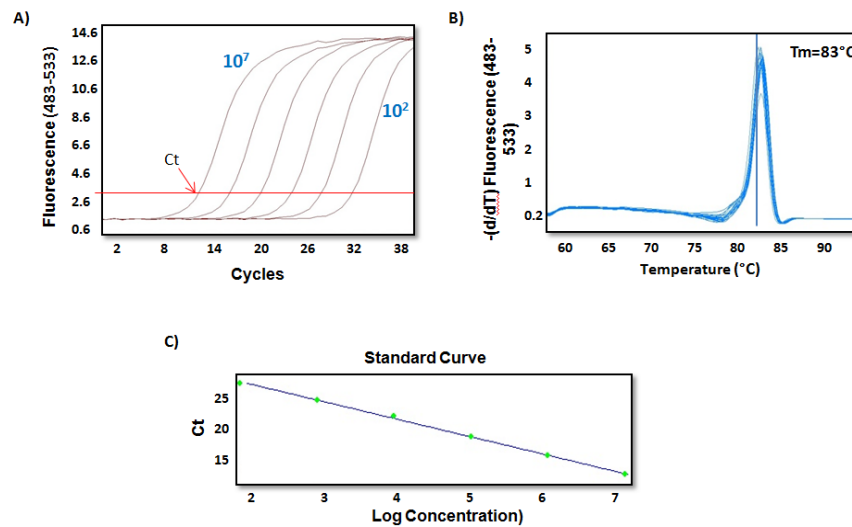 A)
14.6
12.6
10.6
8.6
6.6
4.6
2.6
0.6
Fluorescence (483-533)
10⁷
10²
Ct
2 8 14 20 26 32 38
Cycles
B)
Tm=83°C
5
4
3
2
1
0.2
-(d/dT) Fluorescence (483-
533)
60 65 70 75 80 85 90
Temperature (°C)
C)
Standard Curve
25
20
15
Ct
2 3 4 5 6 7
Log Concentration)